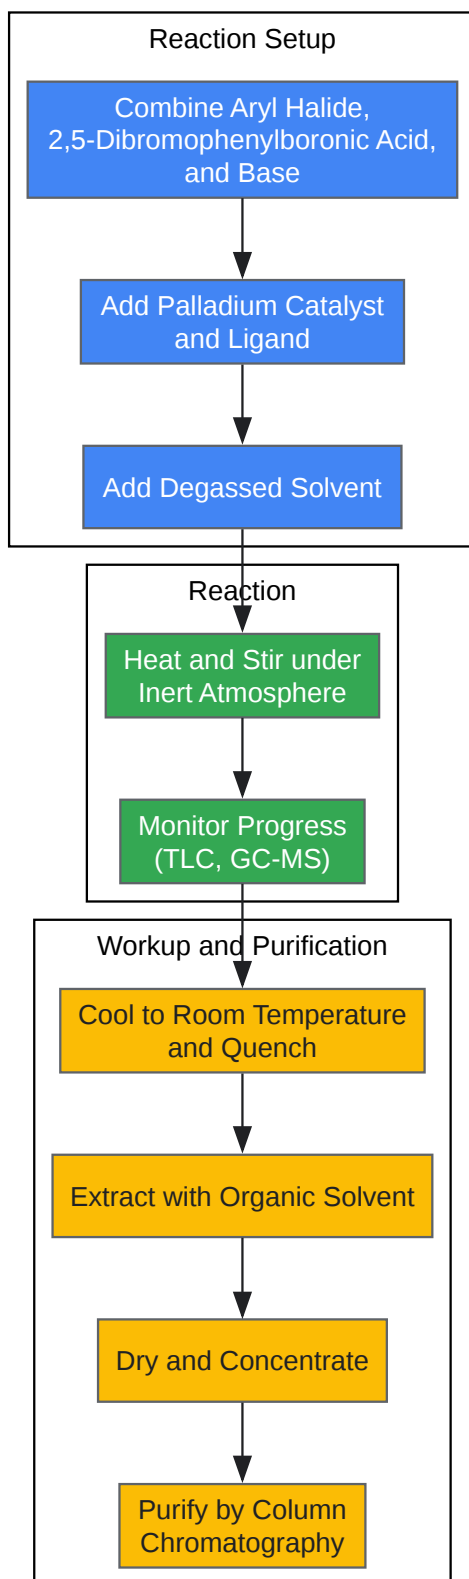 Reaction Setup
Combine Aryl Halide,
2,5-Dibromophenylboronic Acid,
and Base
Add Palladium Catalyst
and Ligand
Add Degassed Solvent
Reaction
Heat and Stir under
Inert Atmosphere
Monitor Progress
(TLC, GC-MS)
Workup and Purification
Cool to Room Temperature
and Quench
Extract with Organic Solvent
Dry and Concentrate
Purify by Column
Chromatography